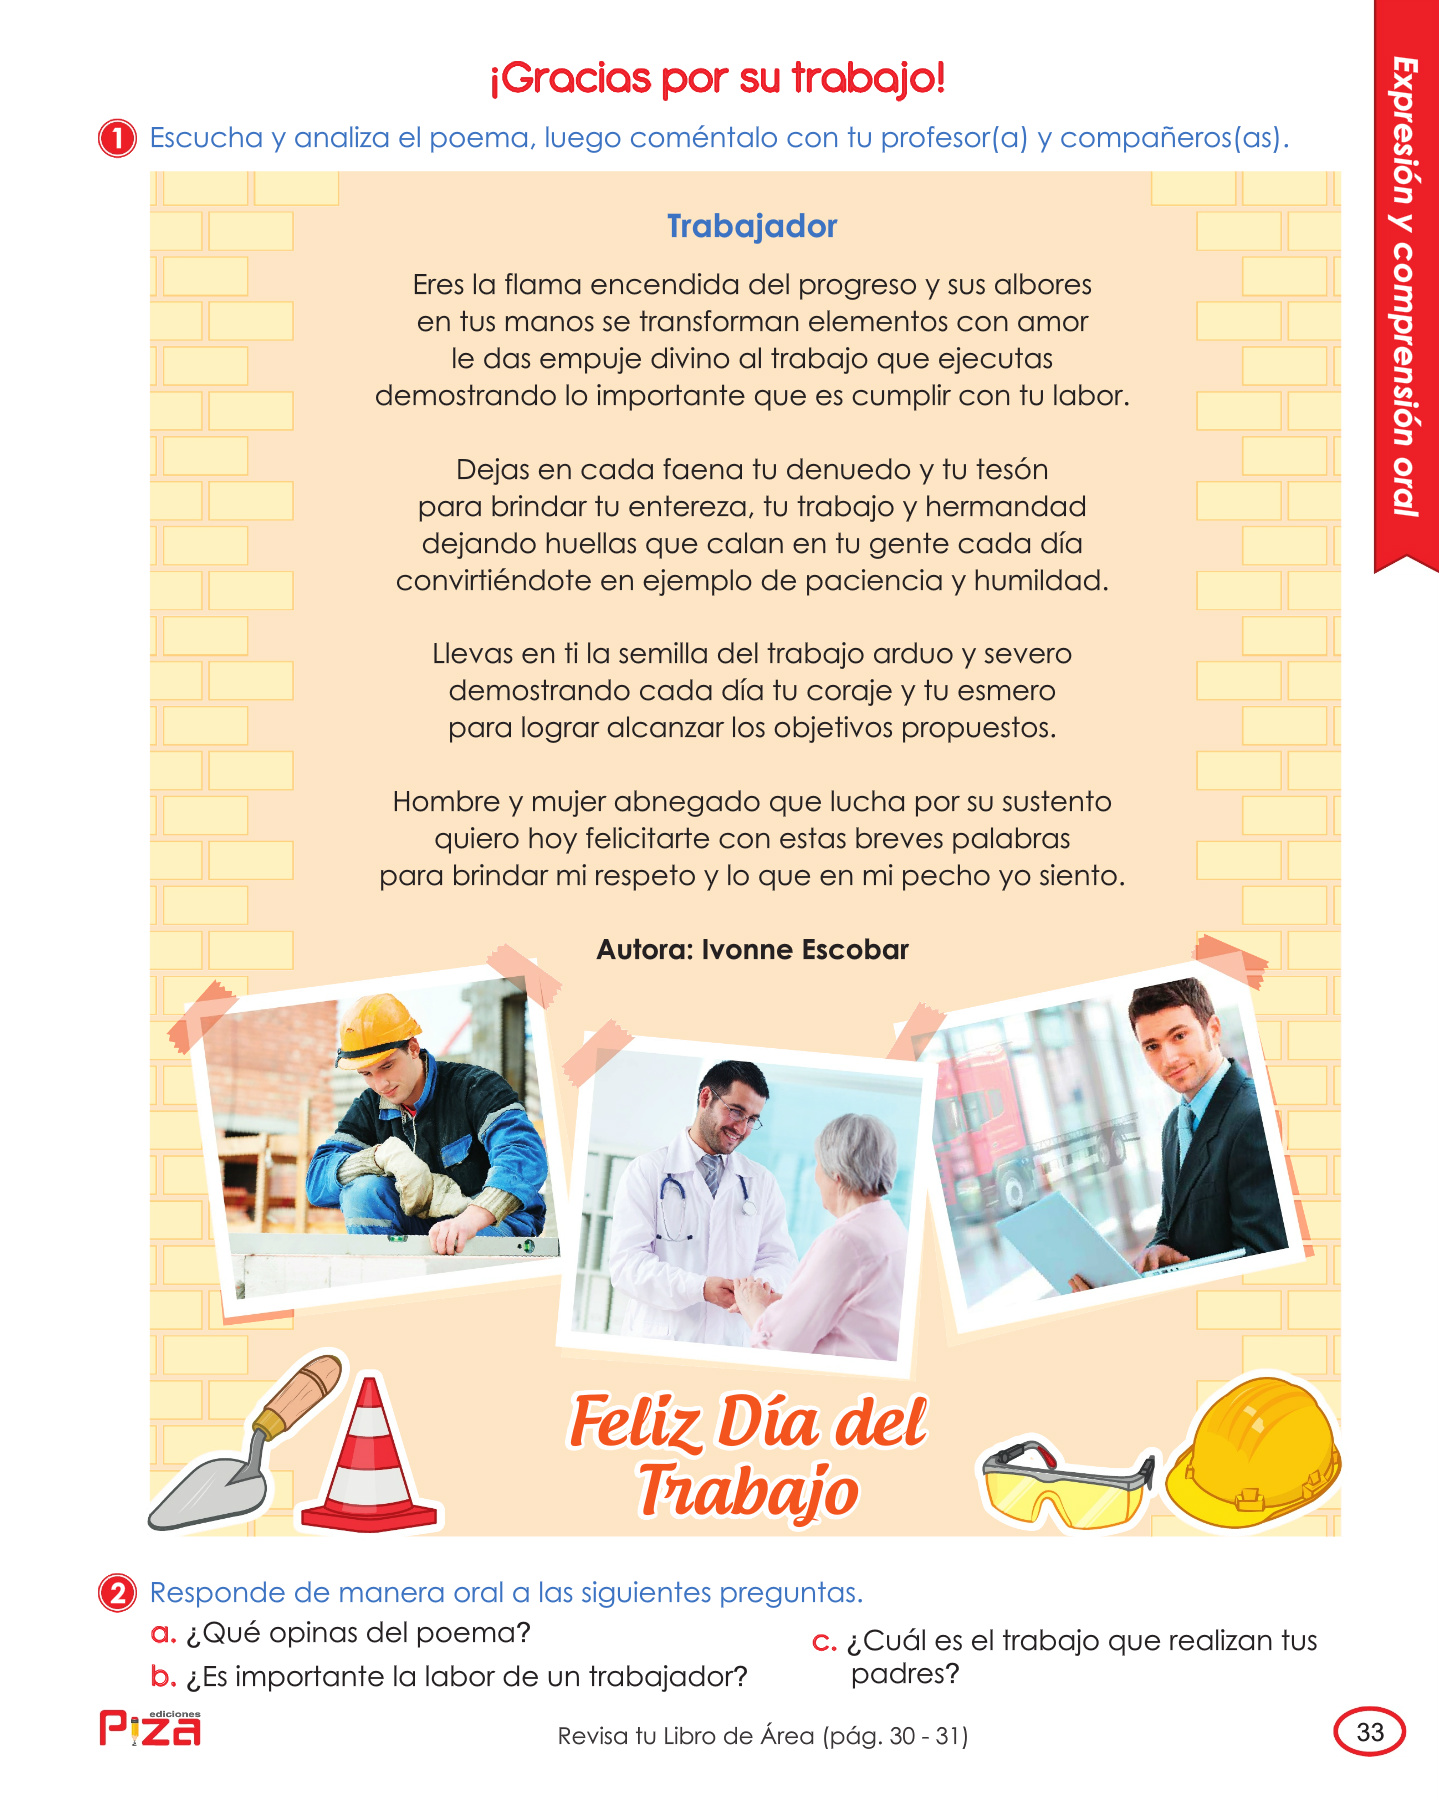 ¡Gracias por su trabajo!
Expresión y comprensión oral
1 Escucha y analiza el poema, luego coméntalo con tu profesor(a) y compañeros(as).
Trabajador
Eres la flama encendida del progreso y sus albores
en tus manos se transforman elementos con amor
le das empuje divino al trabajo que ejecutas
demostrando lo importante que es cumplir con tu labor.
Dejas en cada faena tu denuedo y tu tesón
para brindar tu entereza, tu trabajo y hermandad
dejando huellas que calan en tu gente cada día
convirtiéndote en ejemplo de paciencia y humildad.
Llevas en ti la semilla del trabajo arduo y severo
demostrando cada día tu coraje y tu esmero
para lograr alcanzar los objetivos propuestos.
Hombre y mujer abnegado que lucha por su sustento
quiero hoy felicitarte con estas breves palabras
para brindar mi respeto y lo que en mi pecho yo siento.
Autora: Ivonne Escobar
Feliz Día del
Trabajo
2 Responde de manera oral a las siguientes preguntas.
a. ¿Qué opinas del poema?
b. ¿Es importante la labor de un trabajador?
c. ¿Cuál es el trabajo que realizan tus
padres?
ediciones
Piza
Revisa tu Libro de Área (pág. 30 - 31)
33